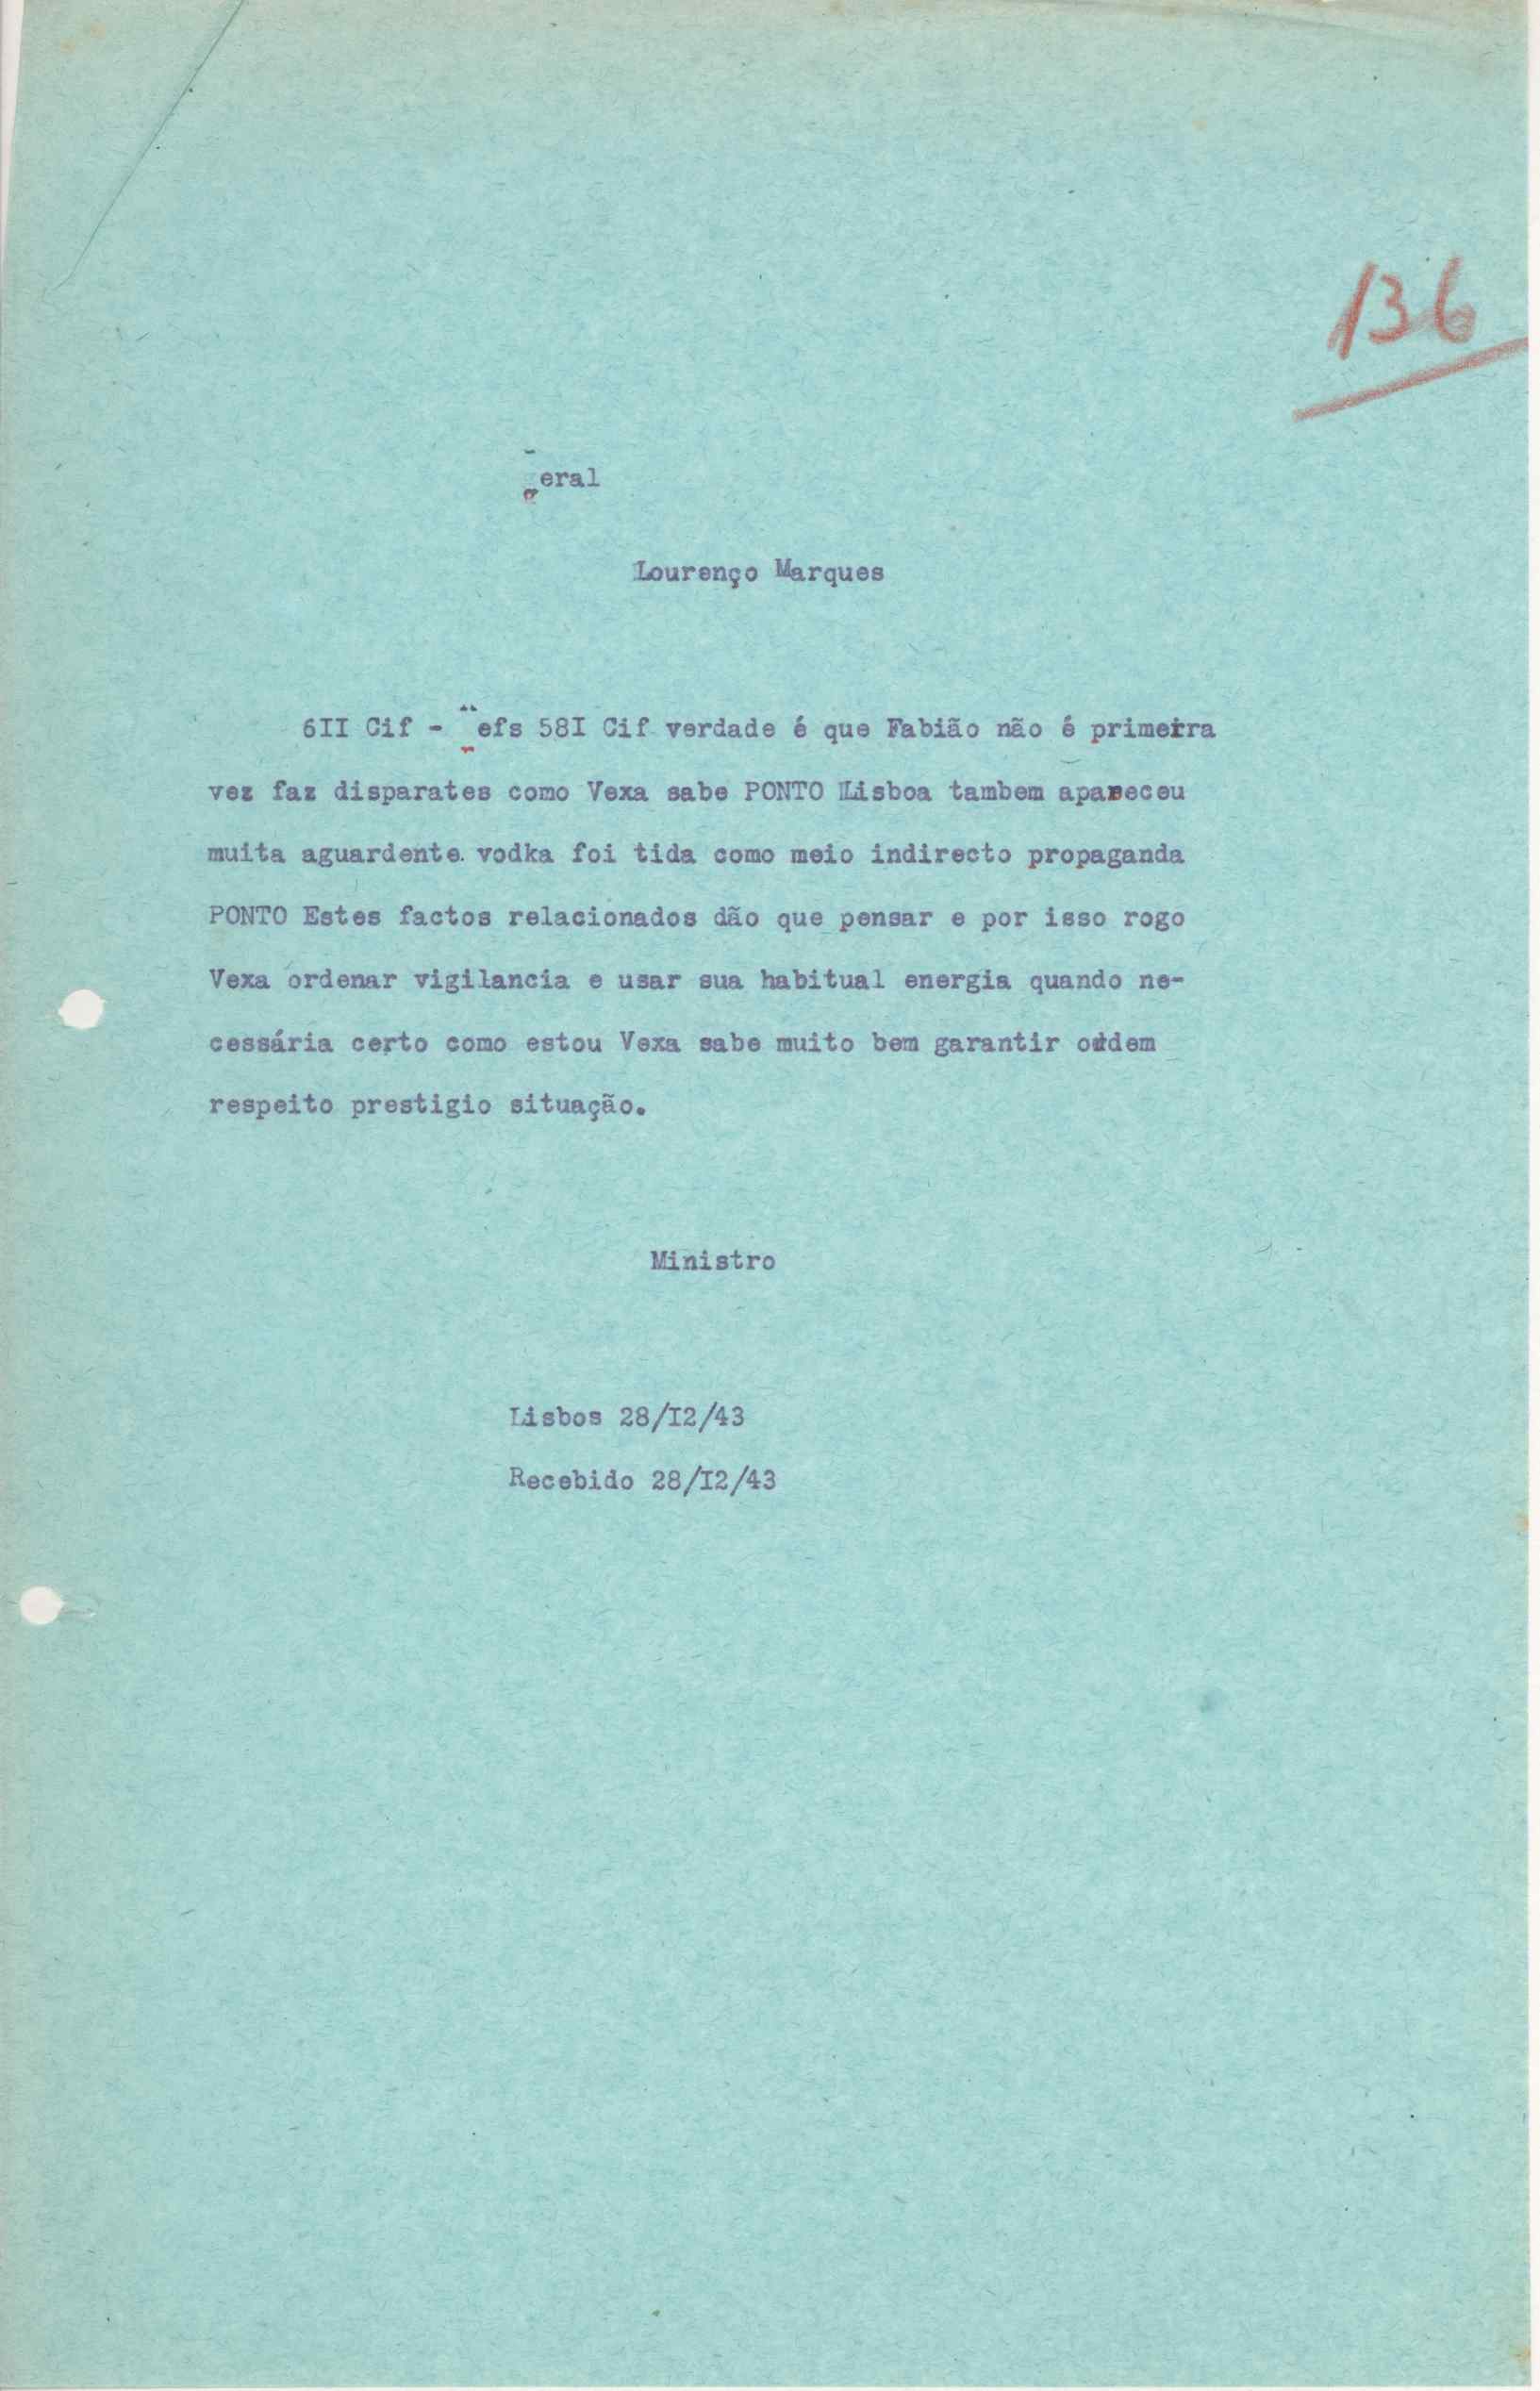 136
Geral
Lourenço Marques
6II Cif - Refs 58I Cif verdade é que Fabião não é primeira
vez faz disparates como Vexa sabe PONTO Lisboa tambem apareceu
muita aguardente vodka foi tida como meio indirecto propaganda
PONTO Estes factos relacionados dão que pensar e por isso rogo
Vexa ordenar vigilancia e usar sua habitual energia quando ne-
cessária certo como estou Vexa sabe muito bem garantir ordem
respeito prestigio situação.
Ministro
Lisbos 28/I2/43
Recebido 28/I2/43